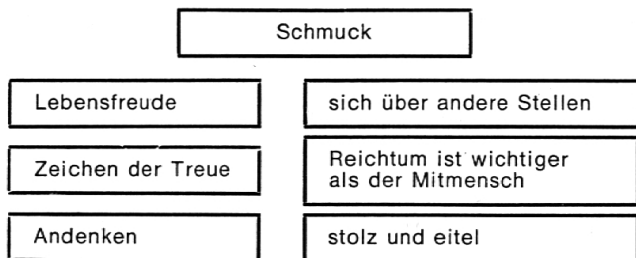 Schmuck
Lebensfreude
sich über andere Stellen
Zeichen der Treue
Reichtum ist wichtiger
als der Mitmensch
Andenken
stolz und eitel